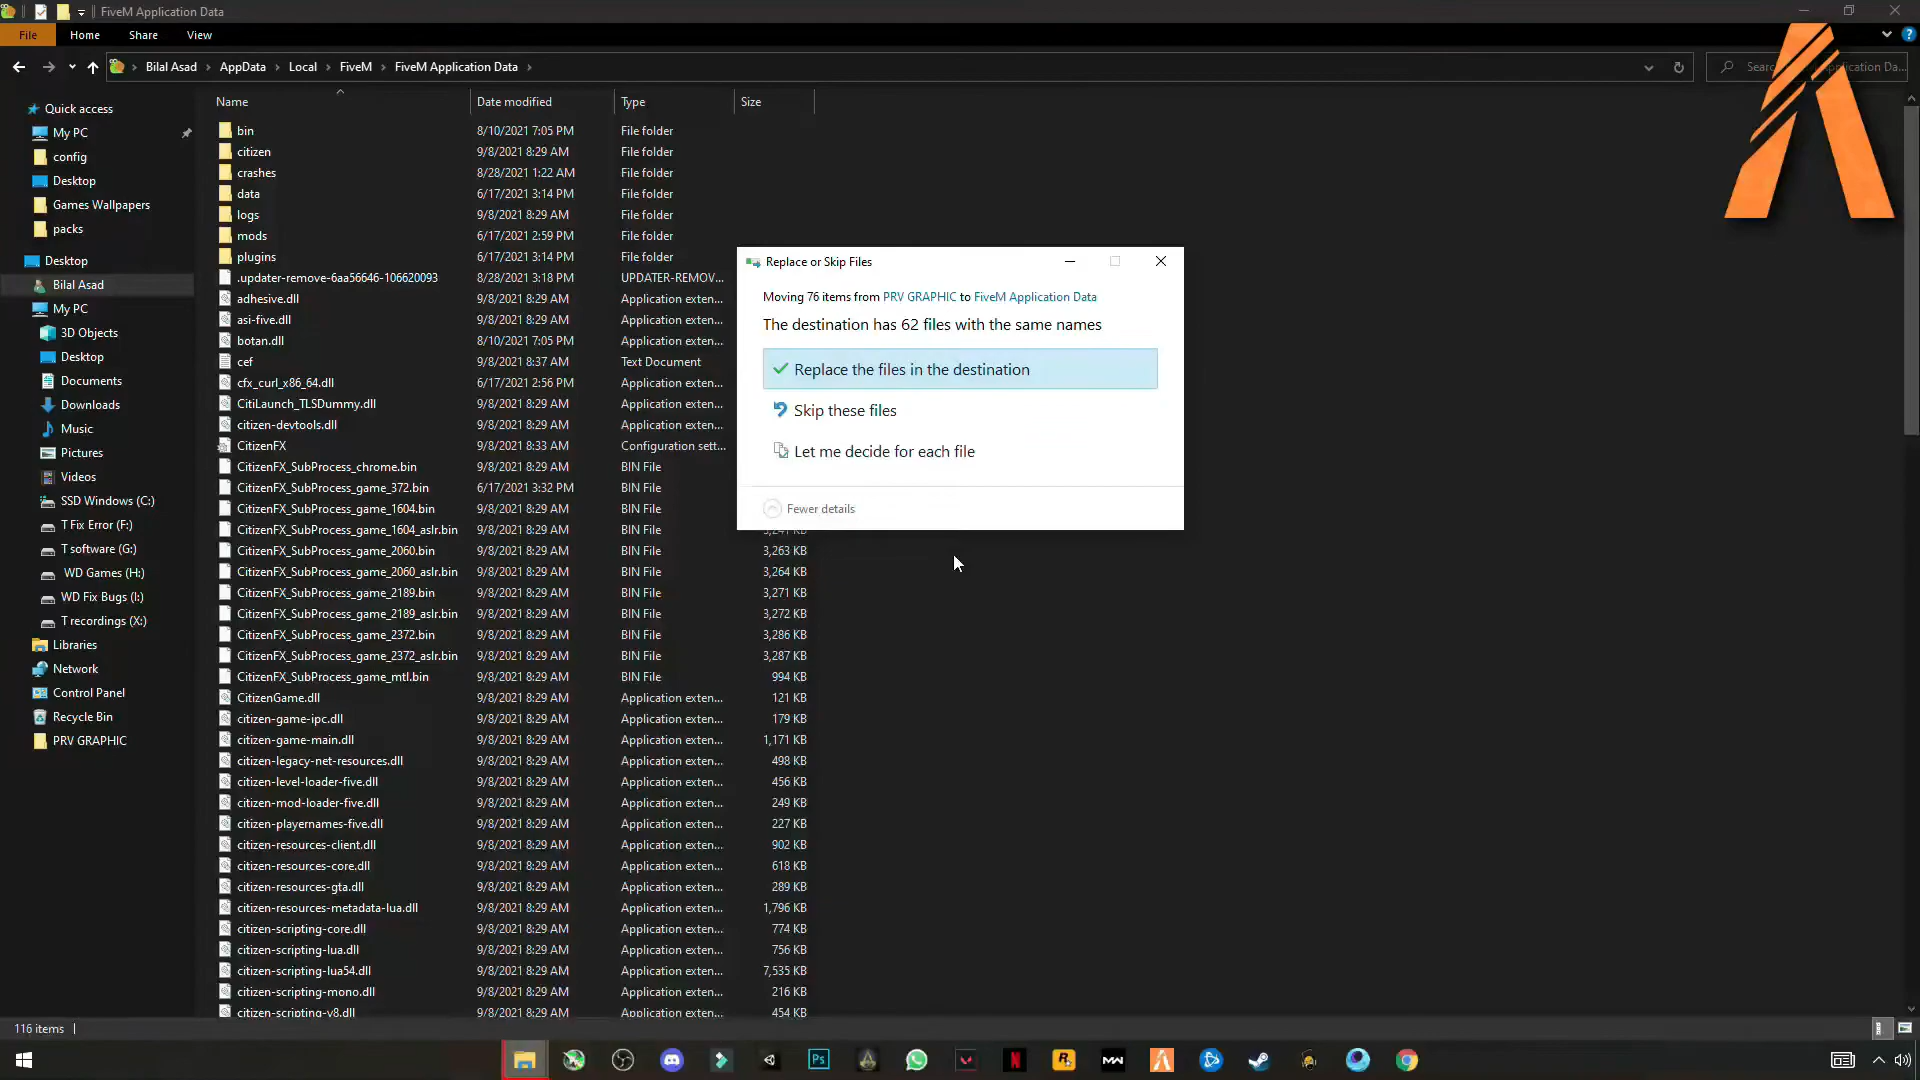 FiveM Application Data
File Home Share View
Bilal Asad AppData Local FiveM FiveM Application Data
Name Date modified Type Size
Quick access
My PC
config
Desktop
Games Wallpapers
packs
Desktop
Bilal Asad
My PC
3D Objects
Desktop
Documents
Downloads
Music
Pictures
Videos
SSD Windows (C:)
T Fix Error (F:)
T software (G:)
WD Games (H:)
WD Fix Bugs (I:)
T recordings (X:)
Libraries
Network
Control Panel
Recycle Bin
PRV GRAPHIC
bin 8/10/2021 7:05 PM File folder
citizen 9/8/2021 8:29 AM File folder
crashes 8/28/2021 1:22 AM File folder
data 6/17/2021 3:14 PM File folder
logs 9/8/2021 8:29 AM File folder
mods 6/17/2021 2:59 PM File folder
plugins 6/17/2021 3:14 PM File folder
.updater-remove-6aa56646-106620093 8/28/2021 3:18 PM UPDATER-REMOV...
adhesive.dll 9/8/2021 8:29 AM Application exten...
asi-five.dll 9/8/2021 8:29 AM Application exten...
botan.dll 8/10/2021 7:05 PM Application exten...
cef 9/8/2021 8:37 AM Text Document
cfx_curl_x86_64.dll 6/17/2021 2:56 PM Application exten...
CitiLaunch_TLSDummy.dll 9/8/2021 8:29 AM Application exten...
citizen-devtools.dll 9/8/2021 8:29 AM Application exten...
CitizenFX 9/8/2021 8:33 AM Configuration sett...
CitizenFX_SubProcess_chrome.bin 9/8/2021 8:29 AM BIN File
CitizenFX_SubProcess_game_372.bin 6/17/2021 3:32 PM BIN File
CitizenFX_SubProcess_game_1604.bin 9/8/2021 8:29 AM BIN File
CitizenFX_SubProcess_game_1604_aslr.bin 9/8/2021 8:29 AM BIN File
CitizenFX_SubProcess_game_2060.bin 9/8/2021 8:29 AM BIN File 3,263 KB
CitizenFX_SubProcess_game_2060_aslr.bin 9/8/2021 8:29 AM BIN File 3,264 KB
CitizenFX_SubProcess_game_2189.bin 9/8/2021 8:29 AM BIN File 3,271 KB
CitizenFX_SubProcess_game_2189_aslr.bin 9/8/2021 8:29 AM BIN File 3,272 KB
CitizenFX_SubProcess_game_2372.bin 9/8/2021 8:29 AM BIN File 3,286 KB
CitizenFX_SubProcess_game_2372_aslr.bin 9/8/2021 8:29 AM BIN File 3,287 KB
CitizenFX_SubProcess_game_mtl.bin 9/8/2021 8:29 AM BIN File 994 KB
CitizenGame.dll 9/8/2021 8:29 AM Application exten... 121 KB
citizen-game-ipc.dll 9/8/2021 8:29 AM Application exten... 179 KB
citizen-game-main.dll 9/8/2021 8:29 AM Application exten... 1,171 KB
citizen-legacy-net-resources.dll 9/8/2021 8:29 AM Application exten... 498 KB
citizen-level-loader-five.dll 9/8/2021 8:29 AM Application exten... 456 KB
citizen-mod-loader-five.dll 9/8/2021 8:29 AM Application exten... 249 KB
citizen-playernames-five.dll 9/8/2021 8:29 AM Application exten... 227 KB
citizen-resources-client.dll 9/8/2021 8:29 AM Application exten... 902 KB
citizen-resources-core.dll 9/8/2021 8:29 AM Application exten... 618 KB
citizen-resources-gta.dll 9/8/2021 8:29 AM Application exten... 289 KB
citizen-resources-metadata-lua.dll 9/8/2021 8:29 AM Application exten... 1,796 KB
citizen-scripting-core.dll 9/8/2021 8:29 AM Application exten... 774 KB
citizen-scripting-lua.dll 9/8/2021 8:29 AM Application exten... 756 KB
citizen-scripting-lua54.dll 9/8/2021 8:29 AM Application exten... 7,535 KB
citizen-scripting-mono.dll 9/8/2021 8:29 AM Application exten... 216 KB
citizen-scripting-v8.dll 9/8/2021 8:29 AM Application exten... 454 KB
Replace or Skip Files
Moving 76 items from PRV GRAPHIC to FiveM Application Data
The destination has 62 files with the same names
Replace the files in the destination
Skip these files
Let me decide for each file
Fewer details
116 items
Ps